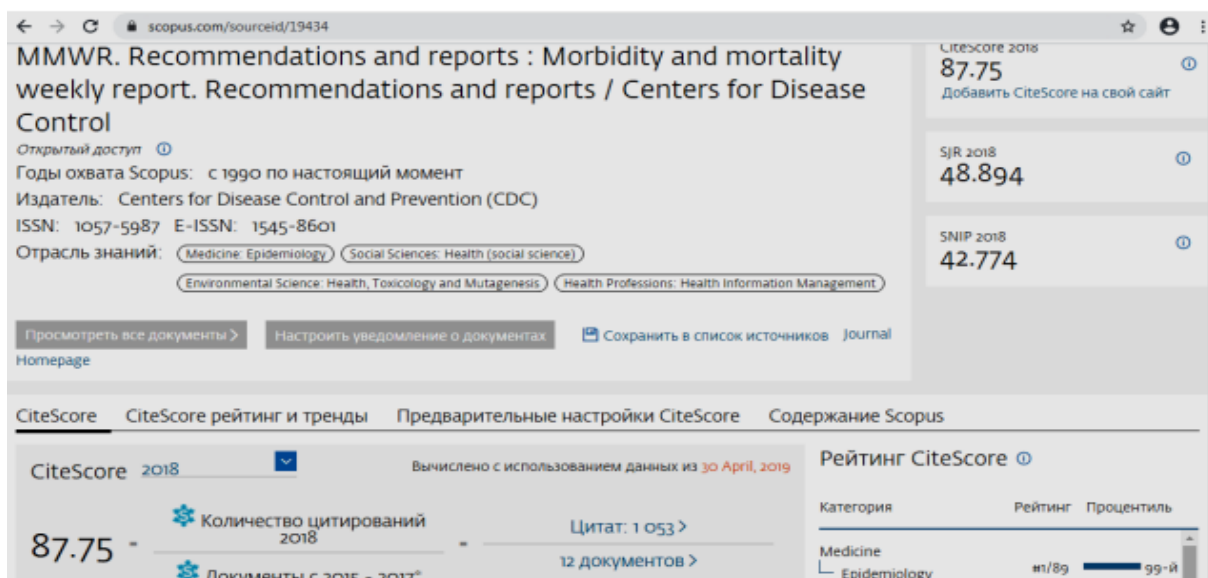 scopus.com/sourceid/19434
MMWR. Recommendations and reports : Morbidity and mortality
weekly report. Recommendations and reports / Centers for Disease
Control
Открытый доступ
Годы охвата Scopus: с 1990 по настоящий момент
Издатель: Centers for Disease Control and Prevention (CDC)
ISSN: 1057-5987 E-ISSN: 1545-8601
Отрасль знаний: Medicine: Epidemiology Social Sciences: Health (social science)
Environmental Science: Health, Toxicology and Mutagenesis Health Professions: Health Information Management
Просмотреть все документы > Настроить уведомление о документах Сохранить в список источников Journal
Homepage
CiteScore 2018
87.75
Добавить CiteScore на свой сайт
SJR 2018
48.894
SNIP 2018
42.774
CiteScore CiteScore рейтинг и тренды Предварительные настройки CiteScore Содержание Scopus
CiteScore 2018 Вычислено с использованием данных из 30 April, 2019
87.75 -
Количество цитирований
2018
Документы с 2015 - 2017*
-
Цитат: 1 053 >
12 документов >
Рейтинг CiteScore
Категория Рейтинг Процентиль
Medicine
Epidemiology #1/89 99-й